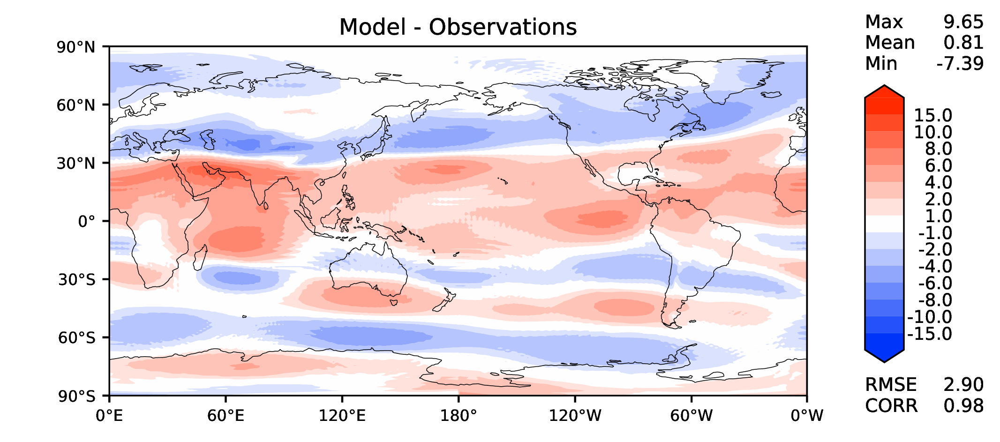 Model - Observations
Max 9.65
Mean 0.81
Min -7.39
90°N
60°N
30°N
0°
30°S
60°S
90°S
0°E 60°E 120°E 180° 120°W 60°W 0°W
15.0
10.0
8.0
6.0
4.0
2.0
1.0
-1.0
-2.0
-4.0
-6.0
-8.0
-10.0
-15.0
RMSE 2.90
CORR 0.98